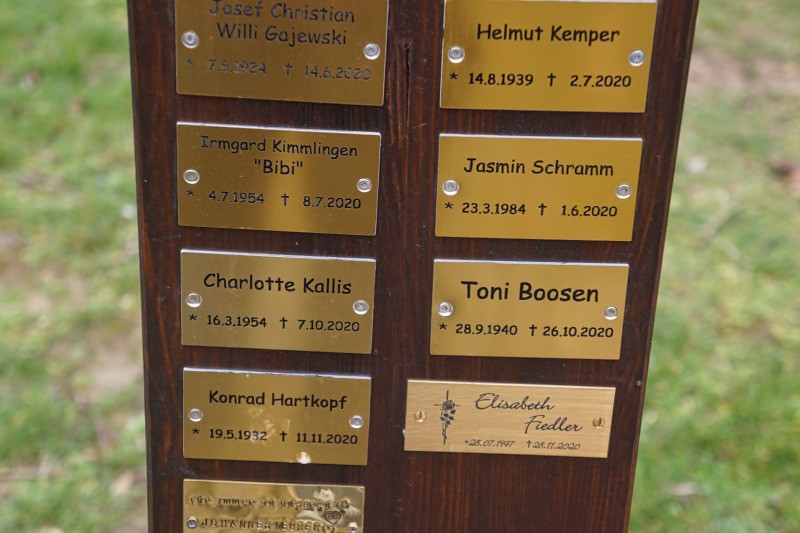 Josef Christian
Willi Gajewski
* 7.6.1924 † 14.6.2020
Irmgard Kimmlingen
"Bibi"
* 4.7.1954 † 8.7.2020
Charlotte Kallis
* 16.3.1954 † 7.10.2020
Konrad Hartkopf
* 19.5.1932 † 11.11.2020
JOHANNES
Helmut Kemper
* 14.8.1939 † 2.7.2020
Jasmin Schramm
* 23.3.1984 † 1.6.2020
Toni Boosen
* 28.9.1940 † 26.10.2020
Elisabeth
Fiedler
*28.07.1947 †28.11.2020